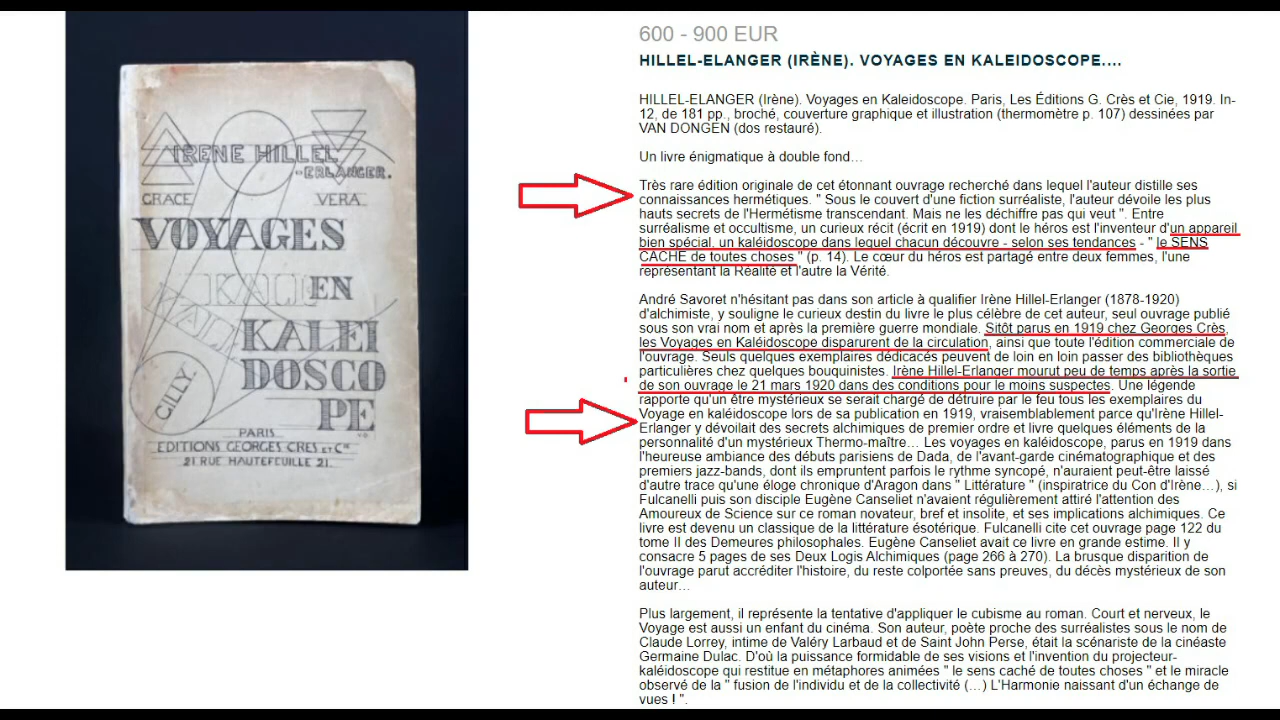 IRENE HILLEL
-ERLANGER.
GRACE VERA
VOYAGES
EN
KALEI
DOSCO
PE
GILLY
PARIS
EDITIONS GEORGES CRES ET Cie
21 RUE HAUTEFEUILLE 21
600 - 900 EUR
HILLEL-ELANGER (IRÈNE). VOYAGES EN KALEIDOSCOPE....
HILLEL-ELANGER (Irène). Voyages en Kaleidoscope. Paris, Les Éditions G. Crès et Cie, 1919. In-
12, de 181 pp., broché, couverture graphique et illustration (thermomètre p. 107) dessinées par
VAN DONGEN (dos restauré).
Un livre énigmatique à double fond…
Très rare édition originale de cet étonnant ouvrage recherché dans lequel l'auteur distille ses
connaissances hermétiques. " Sous le couvert d'une fiction surréaliste, l'auteur dévoile les plus
hauts secrets de l'Hermétisme transcendant. Mais ne les déchiffre pas qui veut ". Entre
surréalisme et occultisme, un curieux récit (écrit en 1919) dont le héros est l'inventeur d'un appareil
bien spécial, un kaléidoscope dans lequel chacun découvre - selon ses tendances - " le SENS
CACHE de toutes choses " (p. 14). Le cœur du héros est partagé entre deux femmes, l'une
représentant la Réalité et l'autre la Vérité.
André Savoret n'hésitant pas dans son article à qualifier Irène Hillel-Erlanger (1878-1920)
d'alchimiste, y souligne le curieux destin du livre le plus célèbre de cet auteur, seul ouvrage publié
sous son vrai nom et après la première guerre mondiale. Sitôt parus en 1919 chez Georges Crès,
les Voyages en Kaléidoscope disparurent de la circulation, ainsi que toute l'édition commerciale de
l'ouvrage. Seuls quelques exemplaires dédicacés peuvent de loin en loin passer des bibliothèques
particulières chez quelques bouquinistes. Irène Hillel-Erlanger mourut peu de temps après la sortie
de son ouvrage le 21 mars 1920 dans des conditions pour le moins suspectes. Une légende
rapporte qu'un être mystérieux se serait chargé de détruire par le feu tous les exemplaires du
Voyage en kaléidoscope lors de sa publication en 1919, vraisemblablement parce qu'Irène Hillel-
Erlanger y dévoilait des secrets alchimiques de premier ordre et livre quelques éléments de la
personnalité d'un mystérieux Thermo-maître… Les voyages en kaléidoscope, parus en 1919 dans
l'heureuse ambiance des débuts parisiens de Dada, de l'avant-garde cinématographique et des
premiers jazz-bands, dont ils empruntent parfois le rythme syncopé, n'auraient peut-être laissé
d'autre trace qu'une éloge chronique d'Aragon dans " Littérature " (inspiratrice du Con d'Irène…), si
Fulcanelli puis son disciple Eugène Canseliet n'avaient régulièrement attiré l'attention des
Amoureux de Science sur ce roman novateur, bref et insolite, et ses implications alchimiques. Ce
livre est devenu un classique de la littérature ésotérique. Fulcanelli cite cet ouvrage page 122 du
tome II des Demeures philosophales. Eugène Canseliet avait ce livre en grande estime. Il y
consacre 5 pages de ses Deux Logis Alchimiques (page 266 à 270). La brusque disparition de
l'ouvrage parut accréditer l'histoire, du reste colportée sans preuves, du décès mystérieux de son
auteur…
Plus largement, il représente la tentative d'appliquer le cubisme au roman. Court et nerveux, le
Voyage est aussi un enfant du cinéma. Son auteur, poète proche des surréalistes sous le nom de
Claude Lorrey, intime de Valéry Larbaud et de Saint John Perse, était la scénariste de la cinéaste
Germaine Dulac. D'où la puissance formidable de ses visions et l'invention du projecteur-
kaléidoscope qui restitue en métaphores animées " le sens caché de toutes choses " et le miracle
observé de la " fusion de l'individu et de la collectivité (…) L'Harmonie naissant d'un échange de
vues ! ".